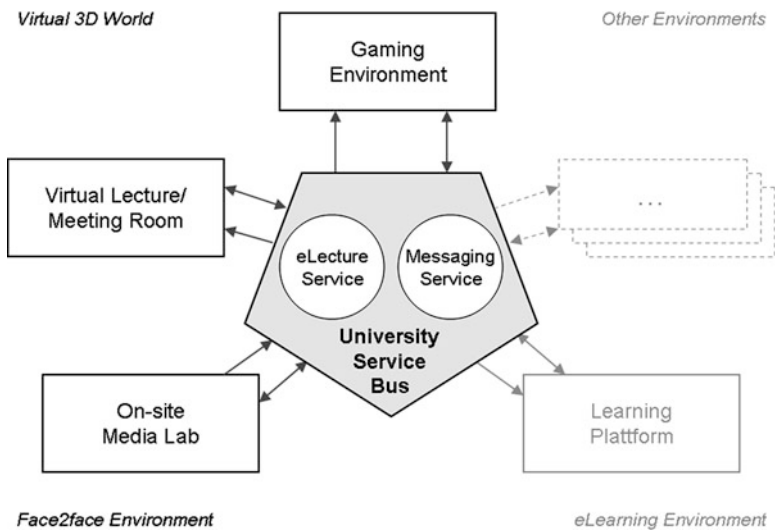 Virtual 3D World
Other Environments
Gaming
Environment
Virtual Lecture/
Meeting Room
...
eLecture
Service
Messaging
Service
University
Service
Bus
On-site
Media Lab
Learning
Plattform
Face2face Environment
eLearning Environment